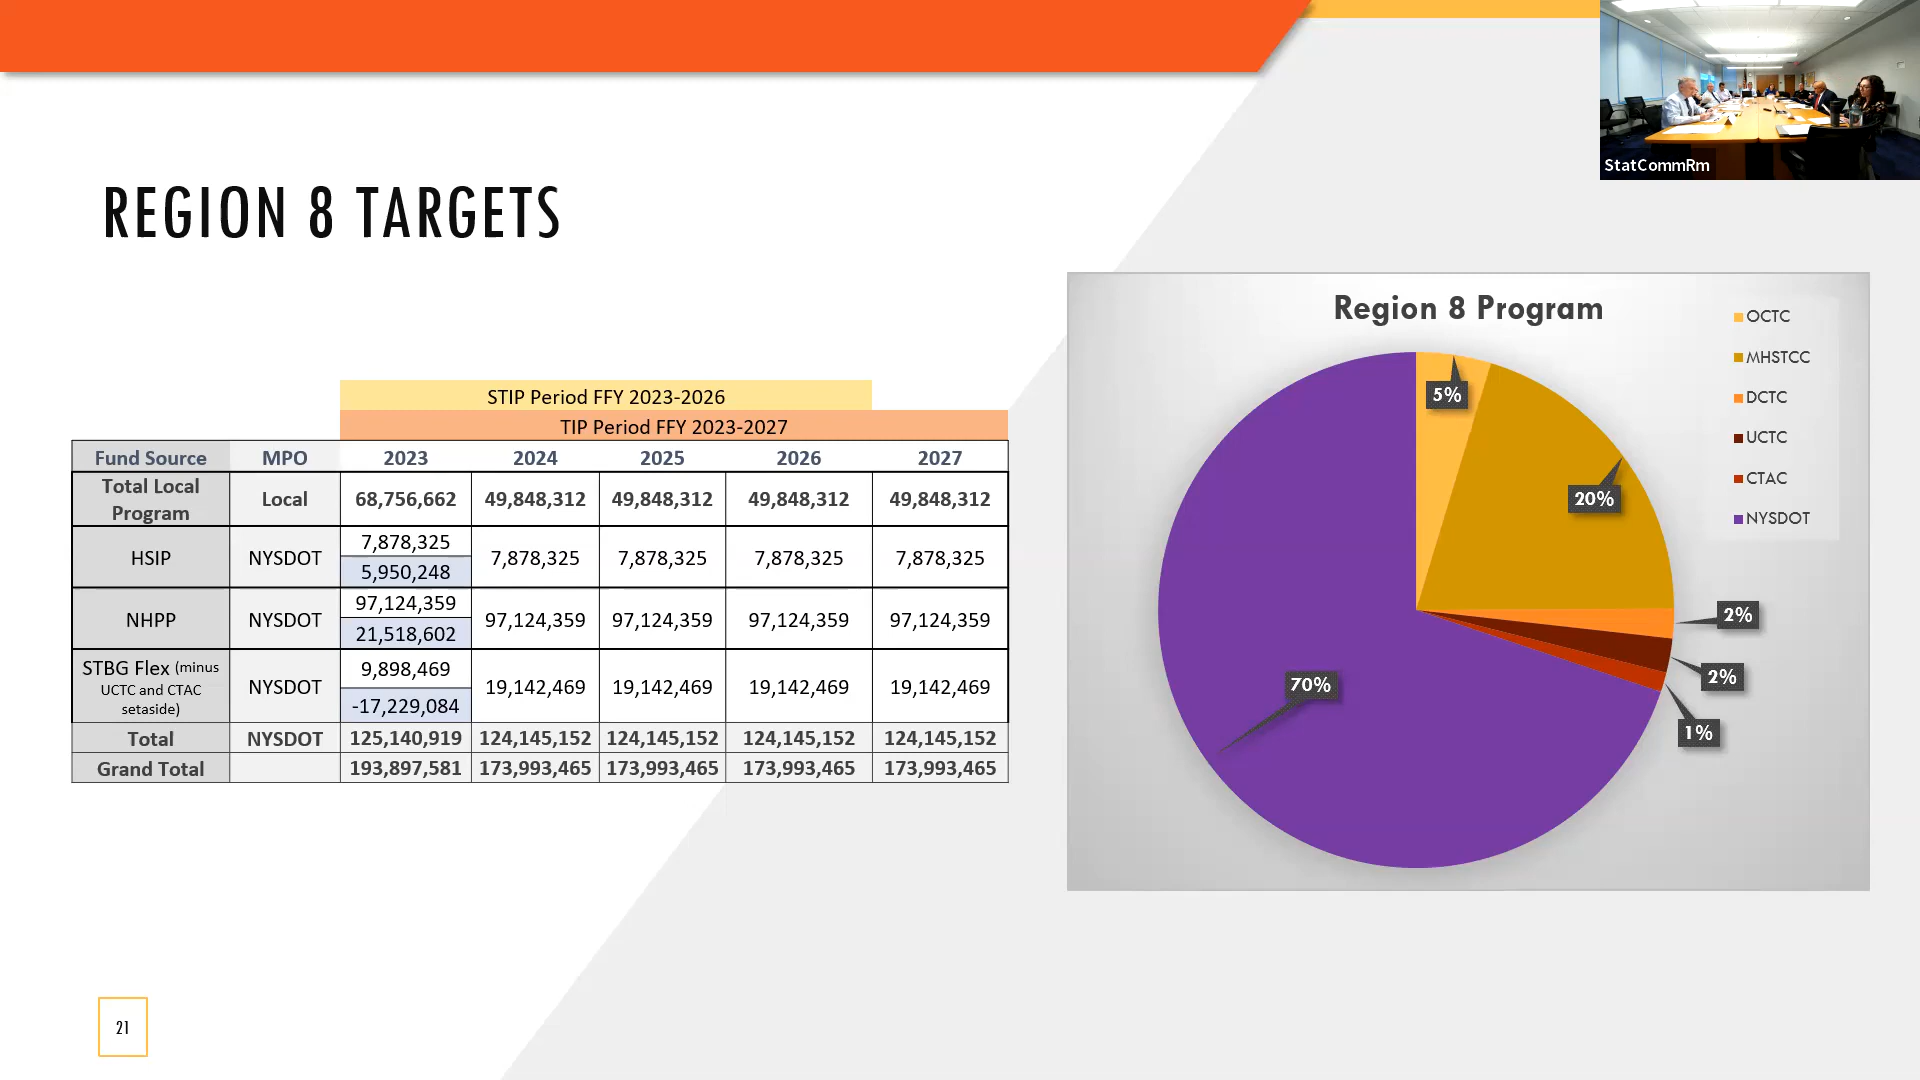 StatCommRm
REGION 8 TARGETS
STIP Period FFY 2023-2026
TIP Period FFY 2023-2027
Fund Source MPO 2023 2024 2025 2026 2027
Total Local Program Local 68,756,662 49,848,312 49,848,312 49,848,312 49,848,312
HSIP NYSDOT 7,878,325 5,950,248 7,878,325 7,878,325 7,878,325 7,878,325
NHPP NYSDOT 97,124,359 21,518,602 97,124,359 97,124,359 97,124,359 97,124,359
STBG Flex (minus UCTC and CTAC setaside) NYSDOT 9,898,469 -17,229,084 19,142,469 19,142,469 19,142,469 19,142,469
Total NYSDOT 125,140,919 124,145,152 124,145,152 124,145,152 124,145,152
Grand Total 193,897,581 173,993,465 173,993,465 173,993,465 173,993,465
Region 8 Program
OCTC
MHSTCC
DCTC
UCTC
CTAC
NYSDOT
5%
20%
2%
2%
1%
70%
21